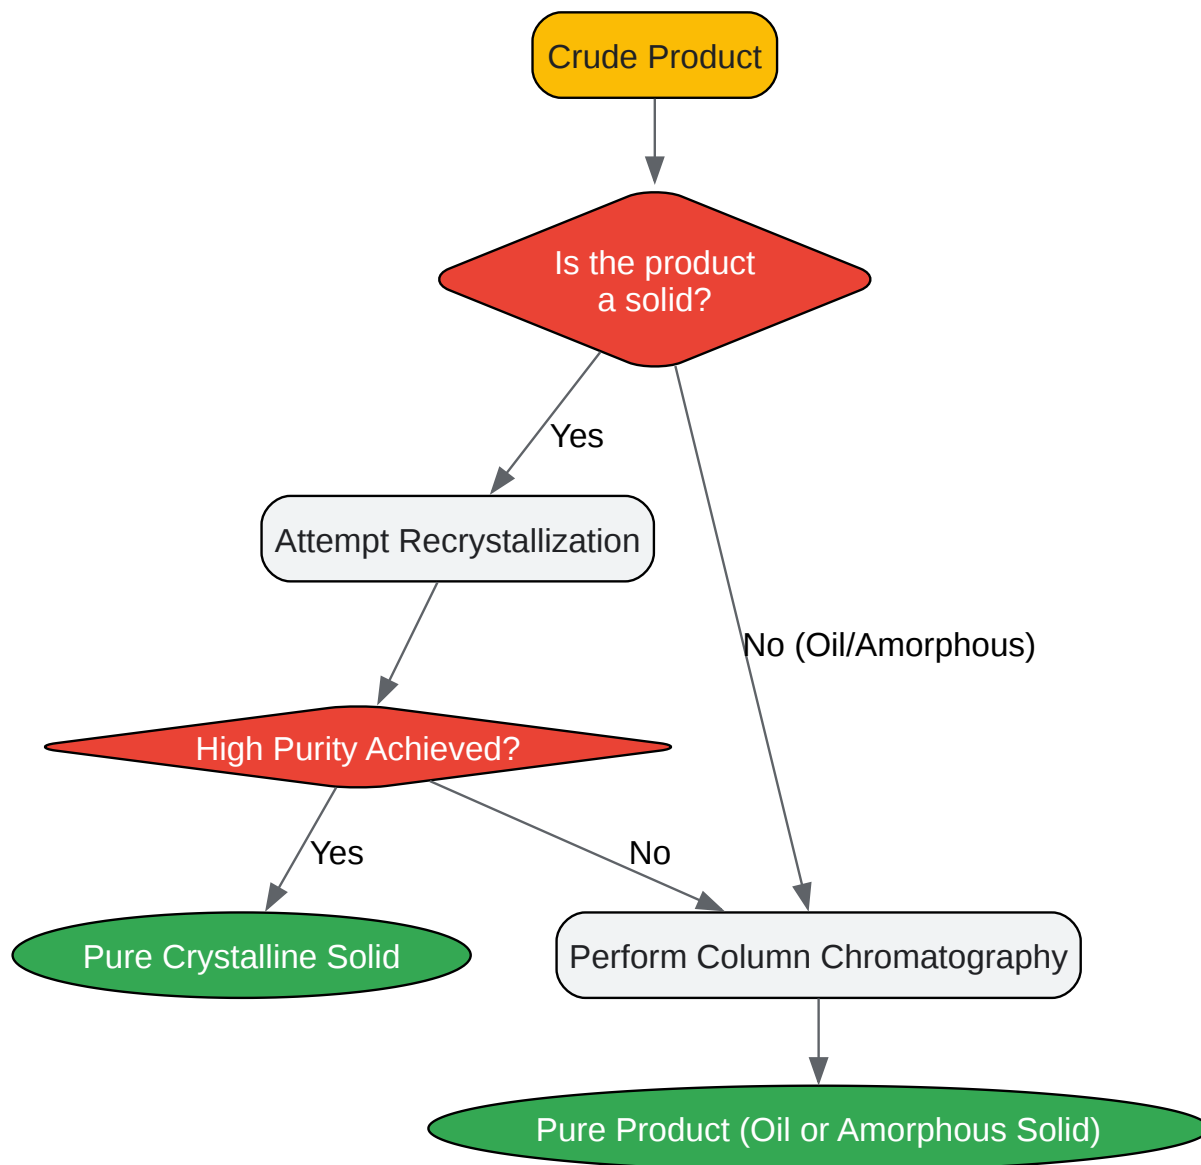 Crude Product
Is the product
a solid?
Yes
Attempt Recrystallization
No (Oil/Amorphous)
High Purity Achieved?
Yes
No
Pure Crystalline Solid
Perform Column Chromatography
Pure Product (Oil or Amorphous Solid)